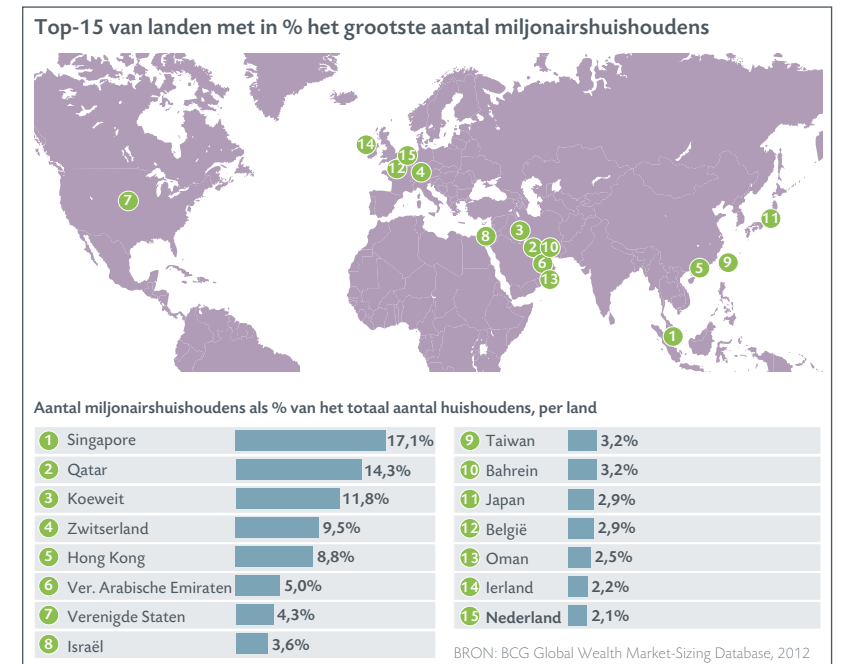 Top-15 van landen met in % het grootste aantal miljonairshuishoudens
14
15
12
4
7
11
3
8
2
10
6
9
5
13
1
Aantal miljonairshuishoudens als % van het totaal aantal huishoudens, per land
1 Singapore 17,1%
2 Qatar 14,3%
3 Koeweit 11,8%
4 Zwitserland 9,5%
5 Hong Kong 8,8%
6 Ver. Arabische Emiraten 5,0%
7 Verenigde Staten 4,3%
8 Israël 3,6%
9 Taiwan 3,2%
10 Bahrein 3,2%
11 Japan 2,9%
12 België 2,9%
13 Oman 2,5%
14 Ierland 2,2%
15 Nederland 2,1%
BRON: BCG Global Wealth Market-Sizing Database, 2012